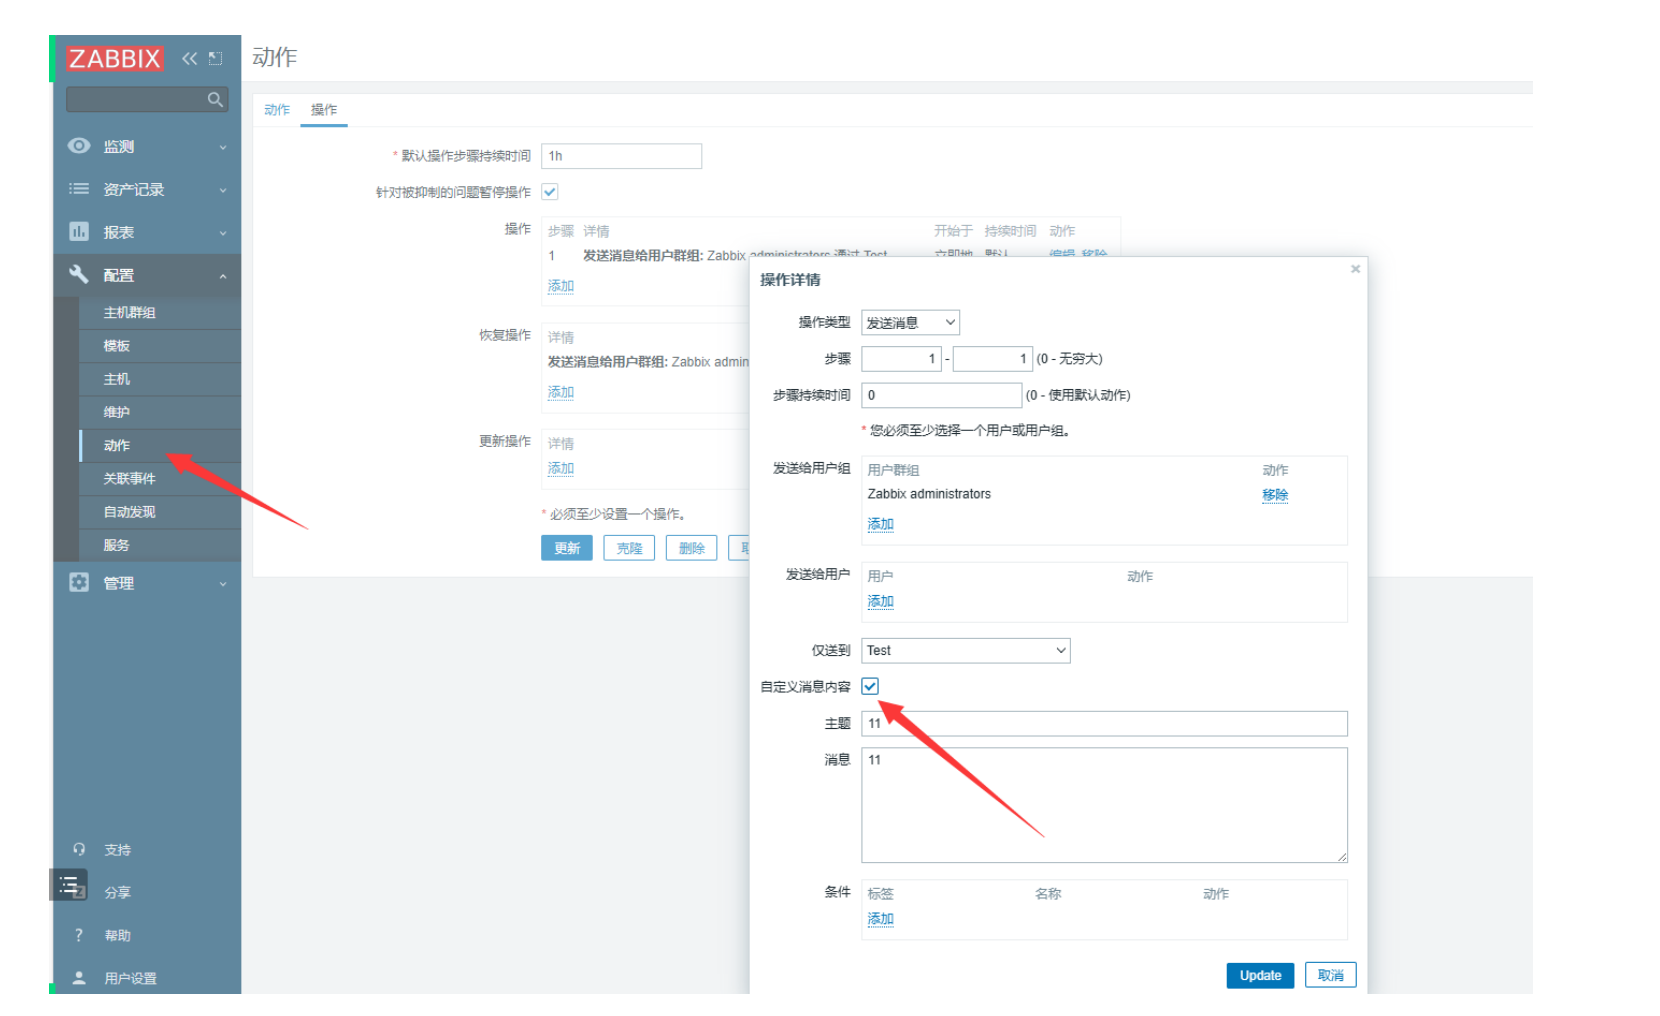 ZABBIX
动作
监测
资产记录
报表
配置
主机群组
模板
主机
维护
动作
关联事件
自动发现
服务
管理
支持
分享
? 帮助
用户设置
动作 操作
* 默认操作步骤持续时间 1h
针对被抑制的问题暂停操作
操作 步骤 详情 开始于 持续时间 动作
1 发送消息给用户群组: Zabbix administrators 通过 Test 立即地 默认 编辑 移除
添加
恢复操作 详情
发送消息给用户群组: Zabbix admin
添加
更新操作 详情
添加
* 必须至少设置一个操作。
更新 克隆 删除
操作详情 ×
操作类型 发送消息
步骤 1 - 1 (0 - 无穷大)
步骤持续时间 0 (0 - 使用默认动作)
* 您必须至少选择一个用户或用户组。
发送给用户组 用户群组 动作
Zabbix administrators 移除
添加
发送给用户 用户 动作
添加
仅送到 Test
自定义消息内容
主题 11
消息 11
条件 标签 名称 动作
添加
Update 取消